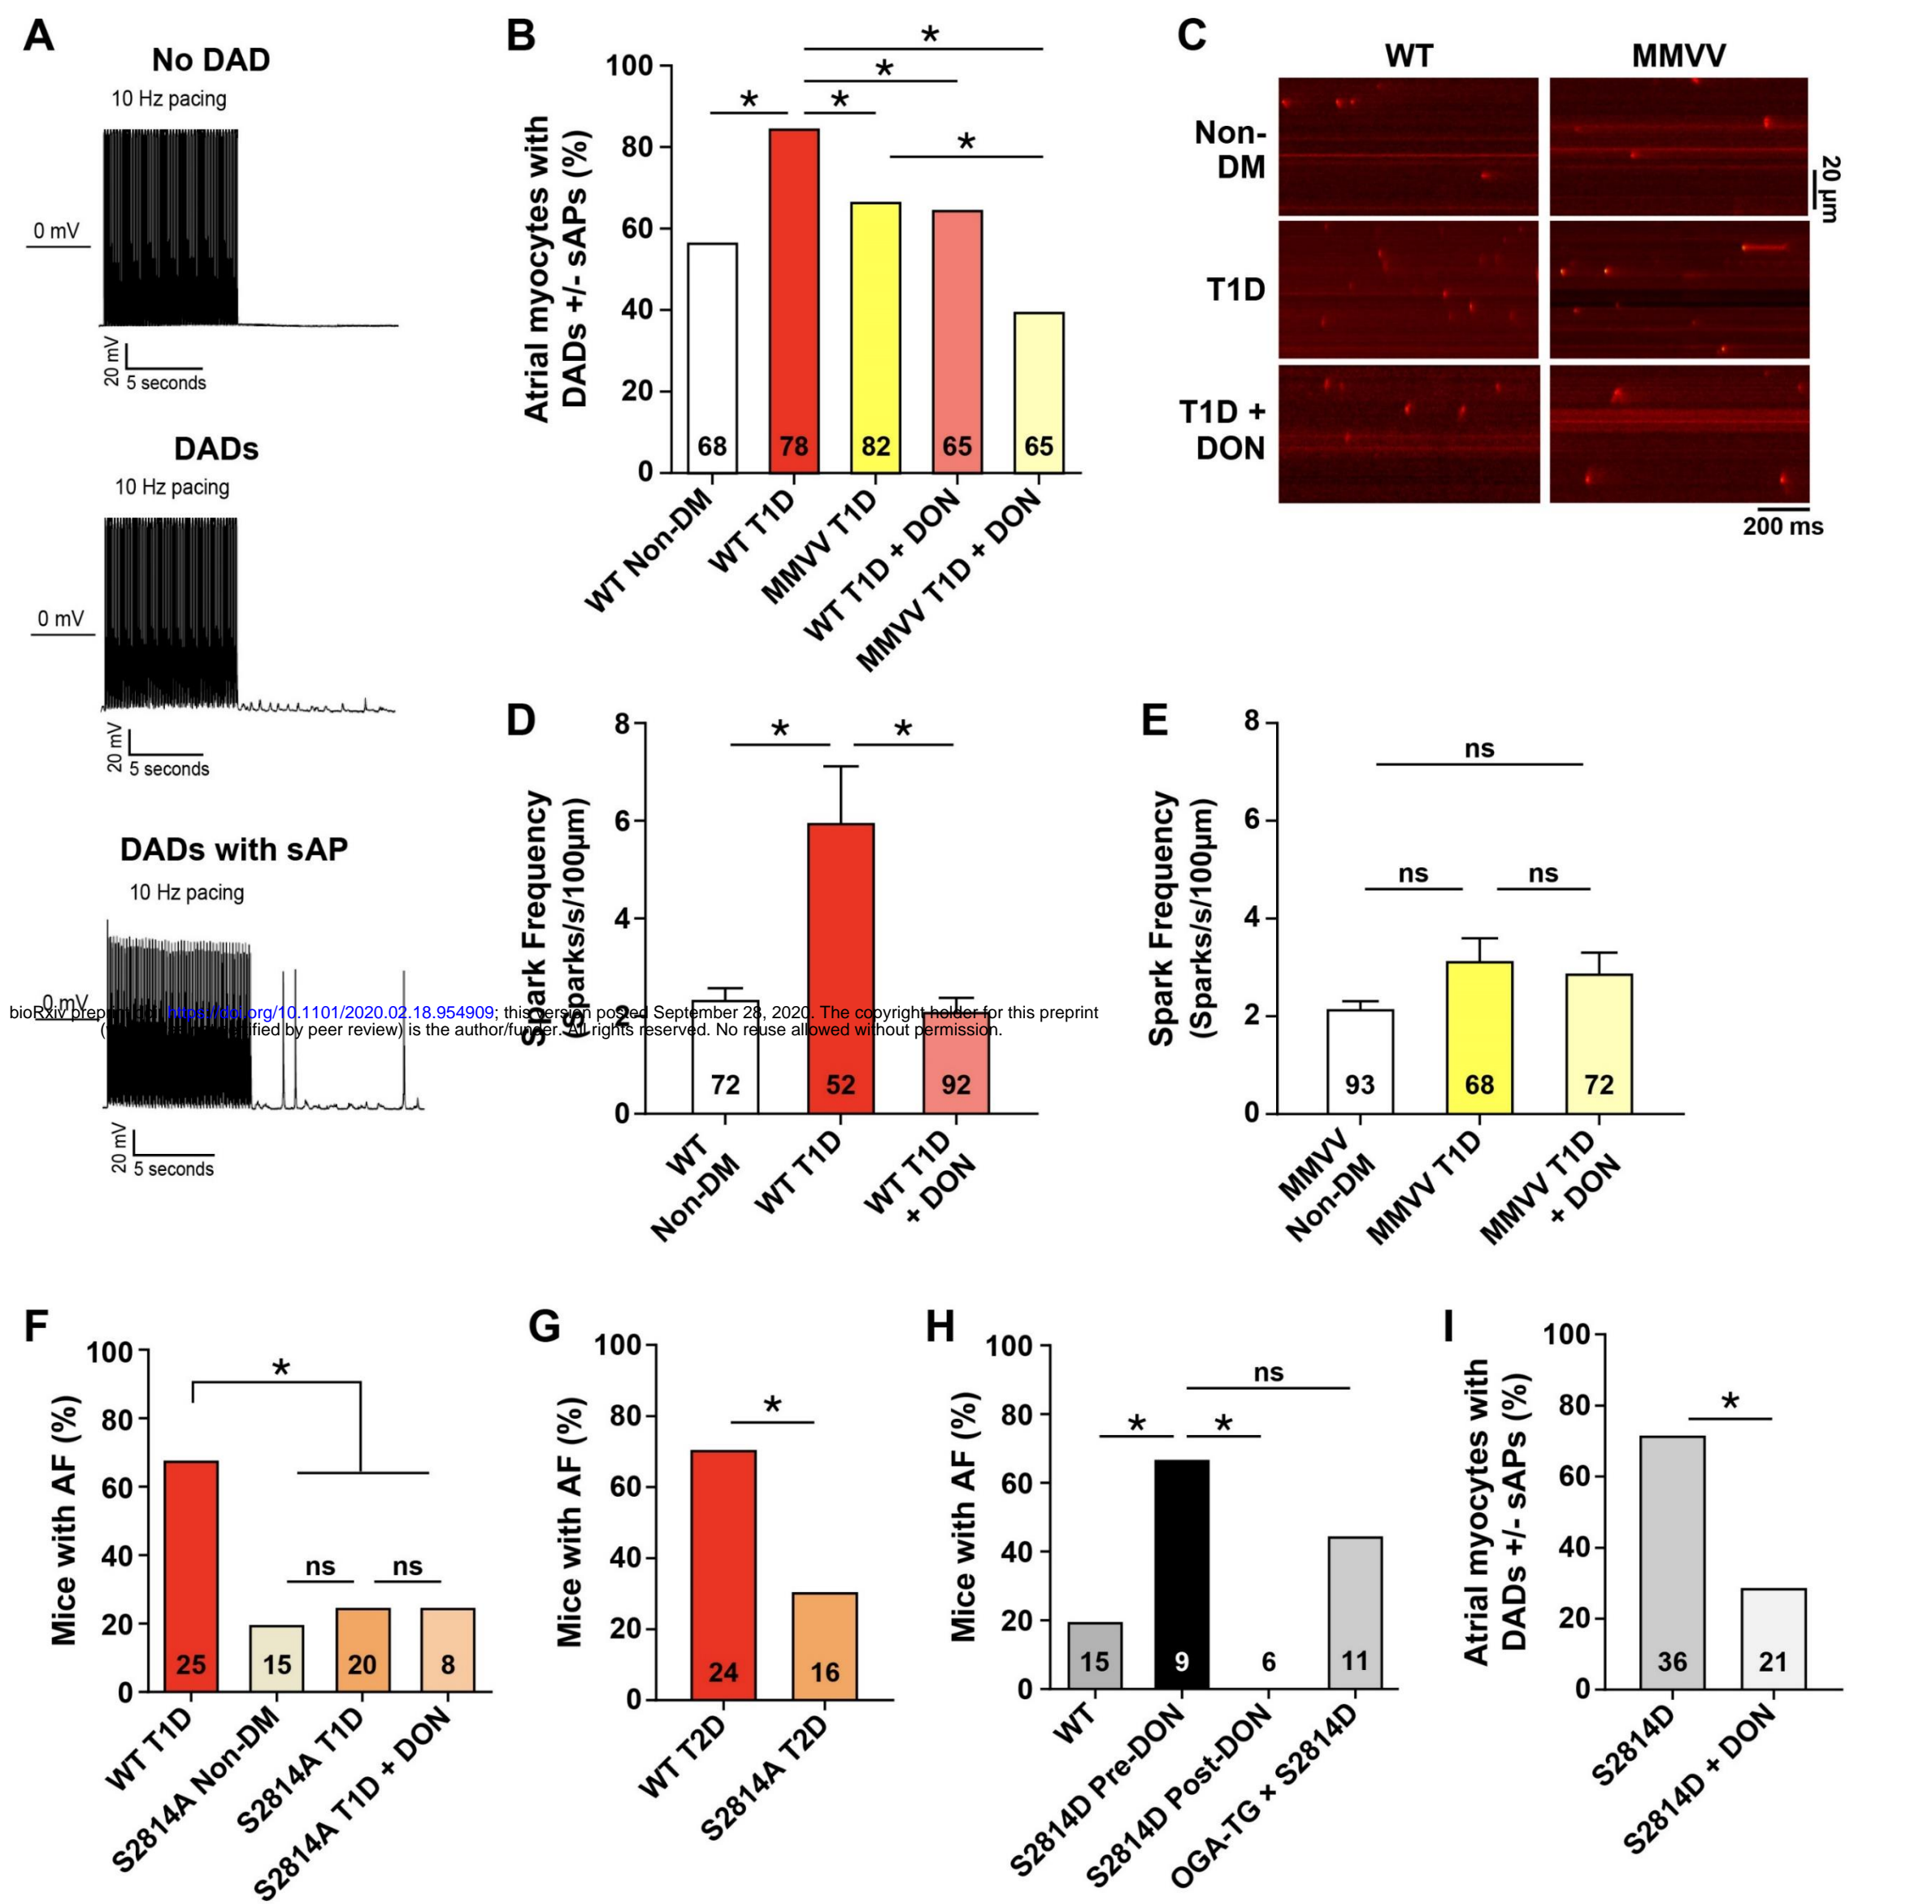 A
No DAD
10 Hz pacing
0 mV
20 mV
5 seconds
DADs
10 Hz pacing
0 mV
20 mV
5 seconds
DADs with sAP
10 Hz pacing
0 mV
20 mV
5 seconds
B
Atrial myocytes with
DADs +/- sAPs (%)
100
80
60
40
20
0
* * * * *
68 78 82 65 65
WT Non-DM
WT T1D
MMVV T1D
WT T1D + DON
MMVV T1D + DON
C
WT MMVV
Non-
DM
T1D
T1D +
DON
20 µm
200 ms
D
Spark Frequency
(Sparks/s/100µm)
8
6
4
2
0
* *
72 52 92
WT
Non-DM
WT T1D
WT T1D
+ DON
bioRxiv preprint doi: https://doi.org/10.1101/2020.02.18.954909; this version posted September 28, 2020. The copyright holder for this preprint
by peer review) is the author/funder. All rights reserved. No reuse allowed without permission.
E
Spark Frequency
(Sparks/s/100µm)
8
6
4
2
0
ns
ns ns
93 68 72
MMVV
Non-DM
MMVV T1D
MMVV T1D
+ DON
F
Mice with AF (%)
100
80
60
40
20
0
*
ns ns
25 15 20 8
WT T1D
S2814A Non-DM
S2814A T1D
S2814A T1D + DON
G
Mice with AF (%)
100
80
60
40
20
0
*
24 16
WT T2D
S2814A T2D
H
Mice with AF (%)
100
80
60
40
20
0
ns
* *
15 9 6 11
WT
S2814D Pre-DON
S2814D Post-DON
OGA-TG × S2814D
I
Atrial myocytes with
DADs +/- sAPs (%)
100
80
60
40
20
0
*
36 21
S2814D
S2814D + DON